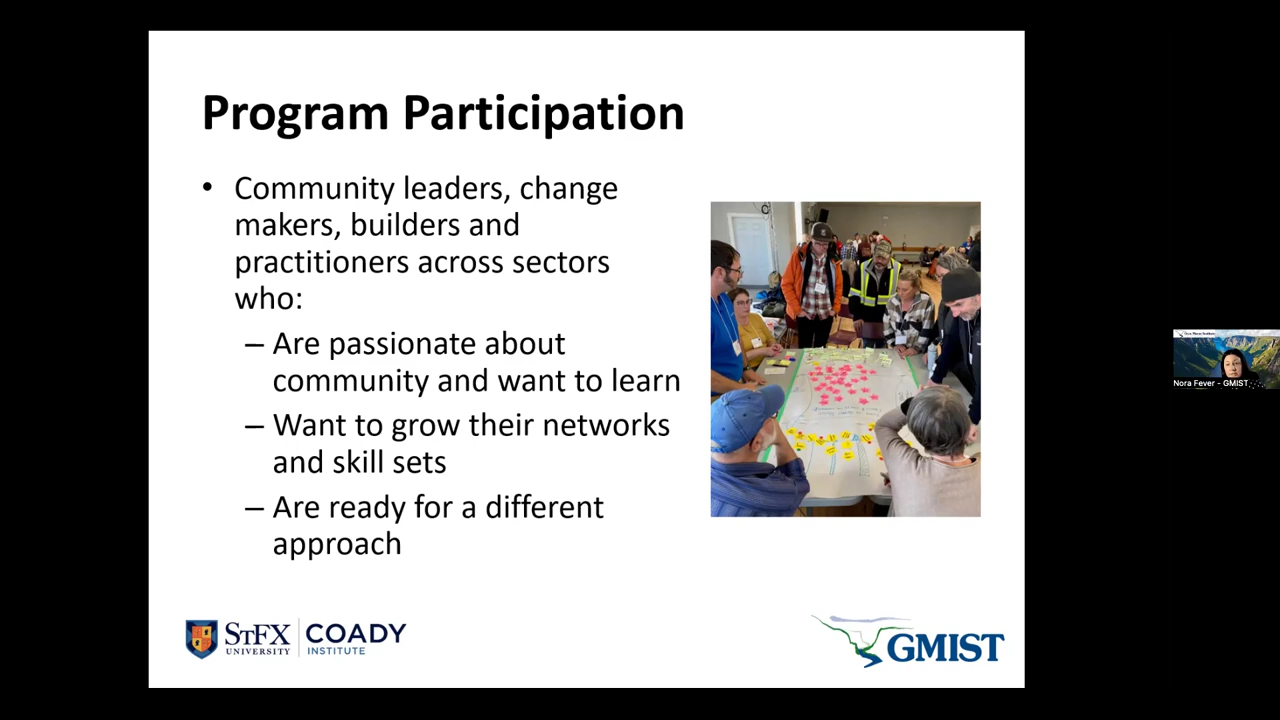 Program Participation
• Community leaders, change
makers, builders and
practitioners across sectors
who:
– Are passionate about
community and want to learn
– Want to grow their networks
and skill sets
– Are ready for a different
approach
STFX
UNIVERSITY
COADY
INSTITUTE
GMIST
Nora Fever - GMIST